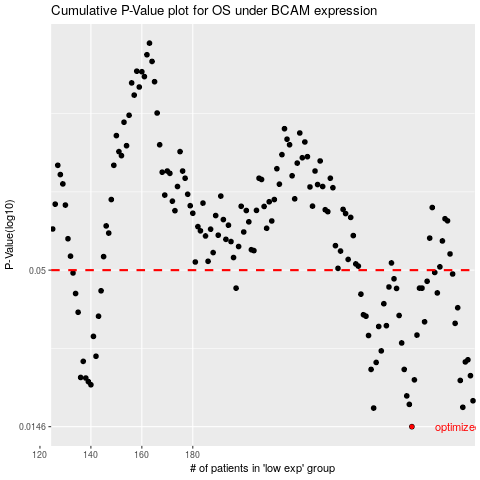 Cumulative P-Value plot for OS under BCAM expression
P-Value(log10)
0.05
0.0146
optimize
120 140 160 180
# of patients in 'low exp' group